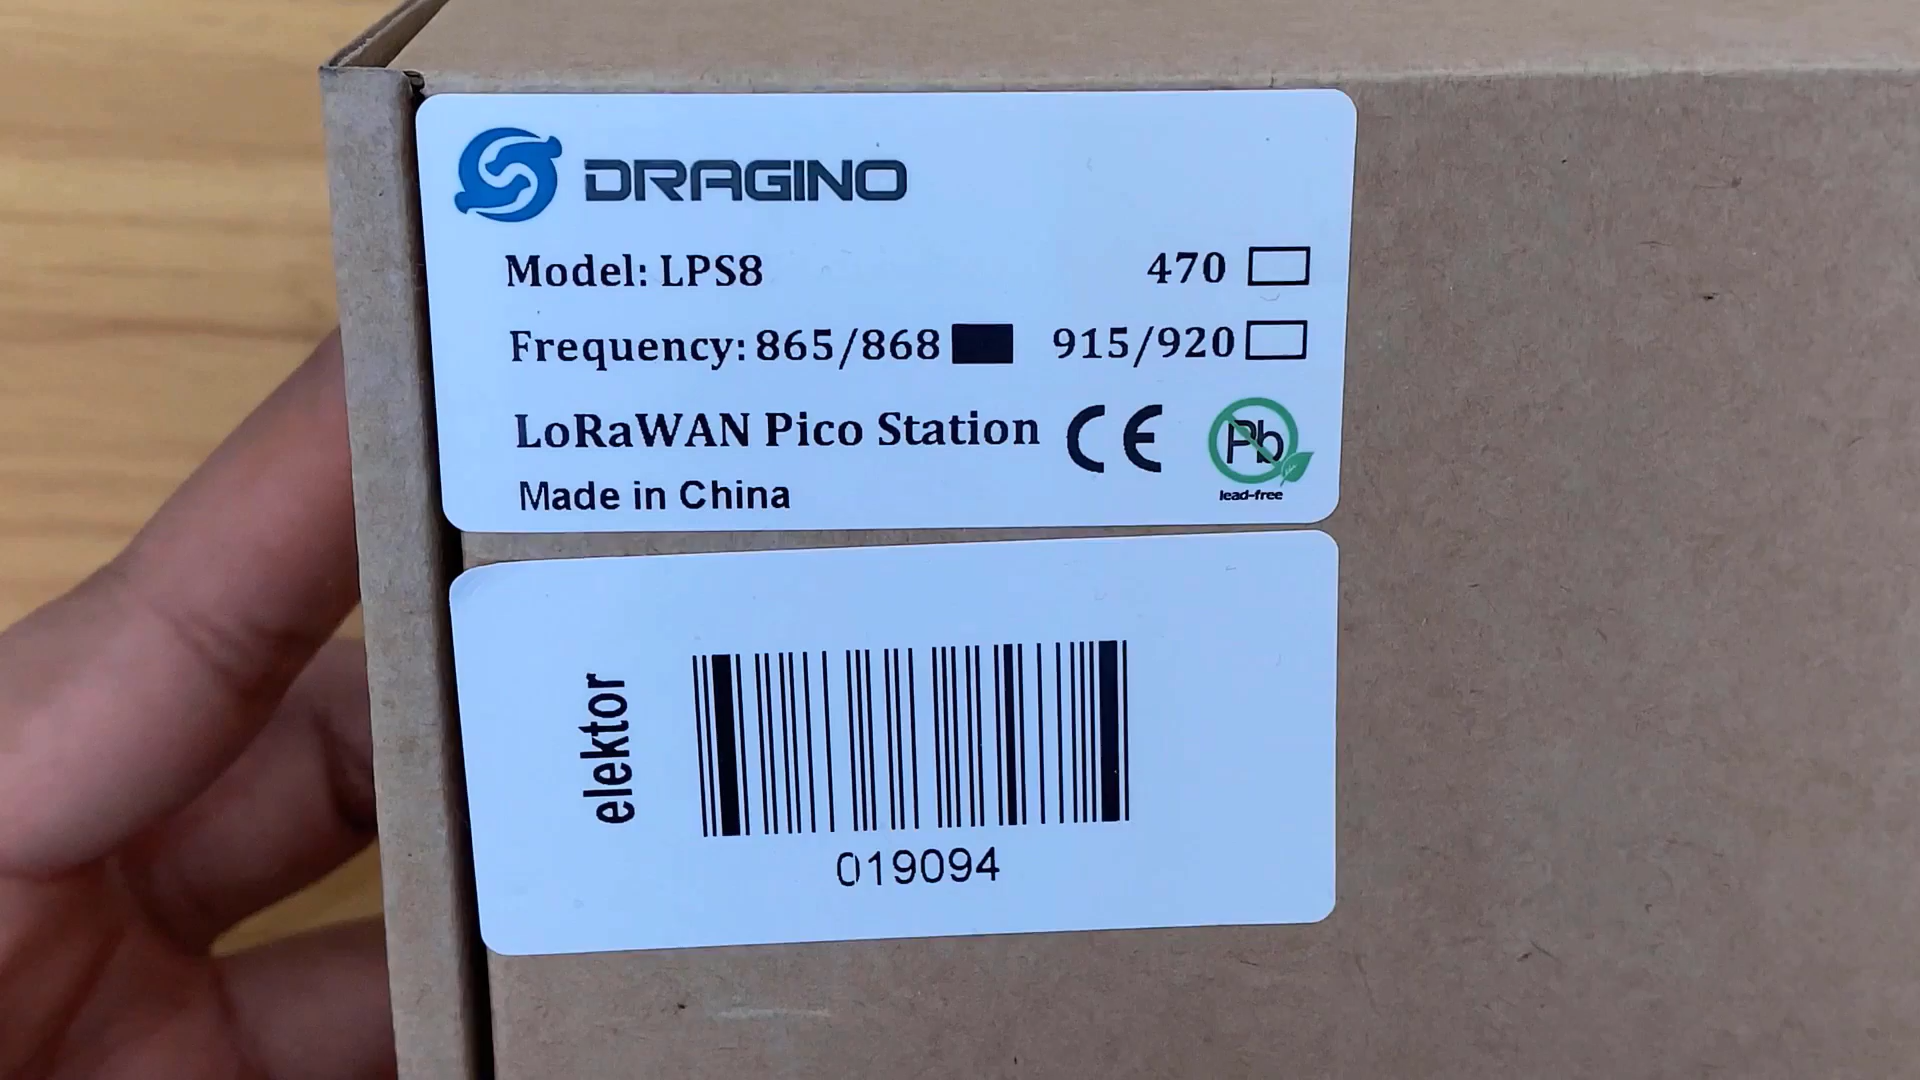 DRAGINO
Model: LPS8 470
Frequency: 865/868 915/920
LoRaWAN Pico Station CE Pb
lead-free
Made in China
elektor
019094